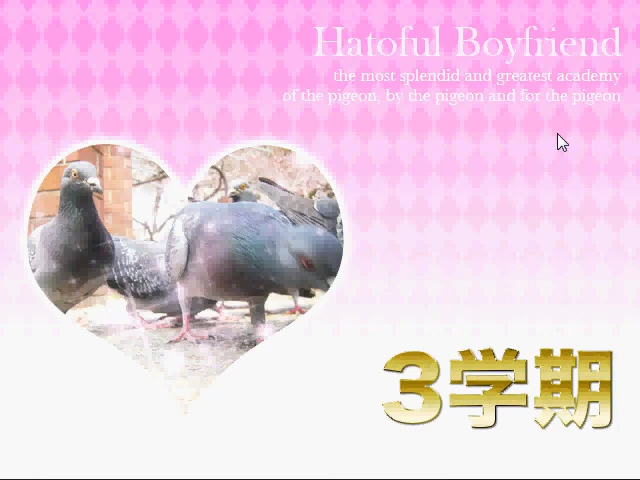 Hatoful Boyfriend
the most splendid and greatest academy
of the pigeon, by the pigeon and for the pigeon
3学期